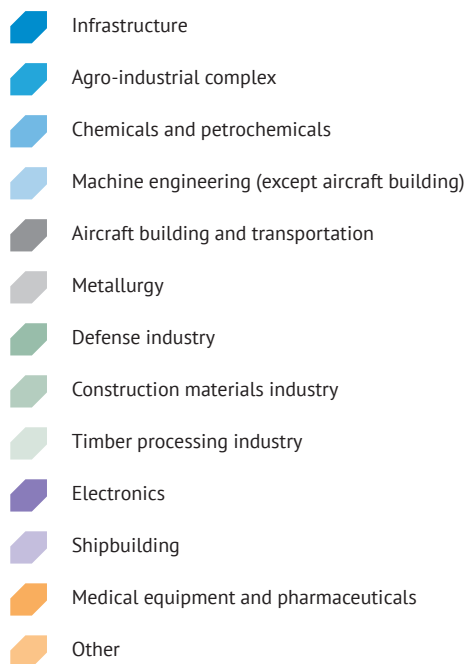 Infrastructure
Agro-industrial complex
Chemicals and petrochemicals
Machine engineering (except aircraft building)
Aircraft building and transportation
Metallurgy
Defense industry
Construction materials industry
Timber processing industry
Electronics
Shipbuilding
Medical equipment and pharmaceuticals
Other